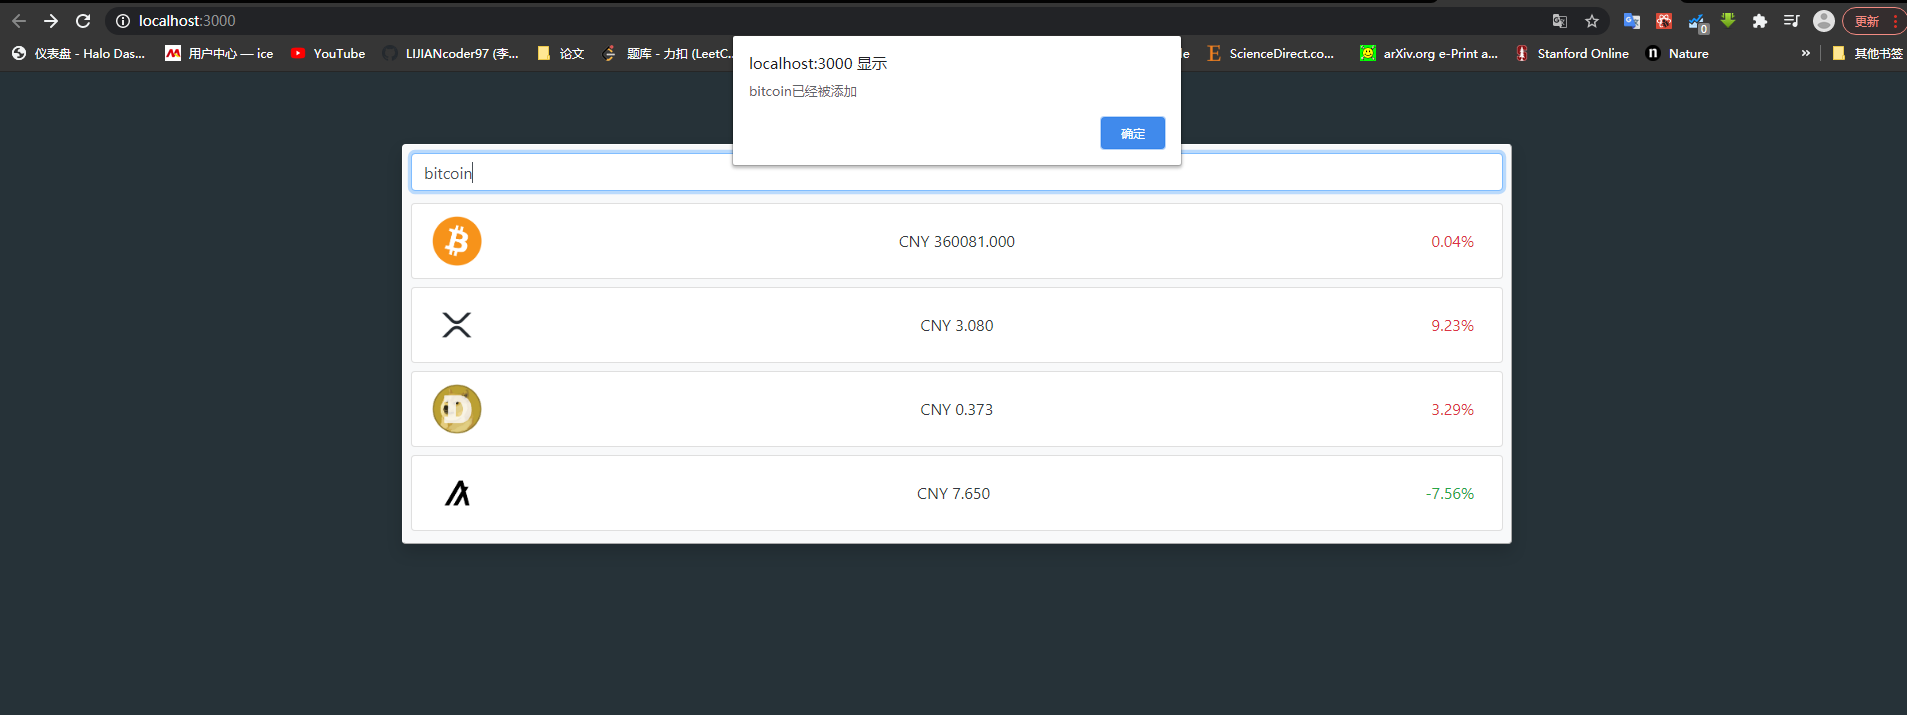 localhost:3000
更新
仪表盘 - Halo Das...
用户中心 — ice
YouTube
LIJIANcoder97 (李...
论文
题库 - 力扣 (LeetC...
le
ScienceDirect.co...
arXiv.org e-Print a...
Stanford Online
Nature
»
其他书签
localhost:3000 显示
bitcoin已经被添加
确定
bitcoin
CNY 360081.000 0.04%
CNY 3.080 9.23%
CNY 0.373 3.29%
CNY 7.650 -7.56%
0